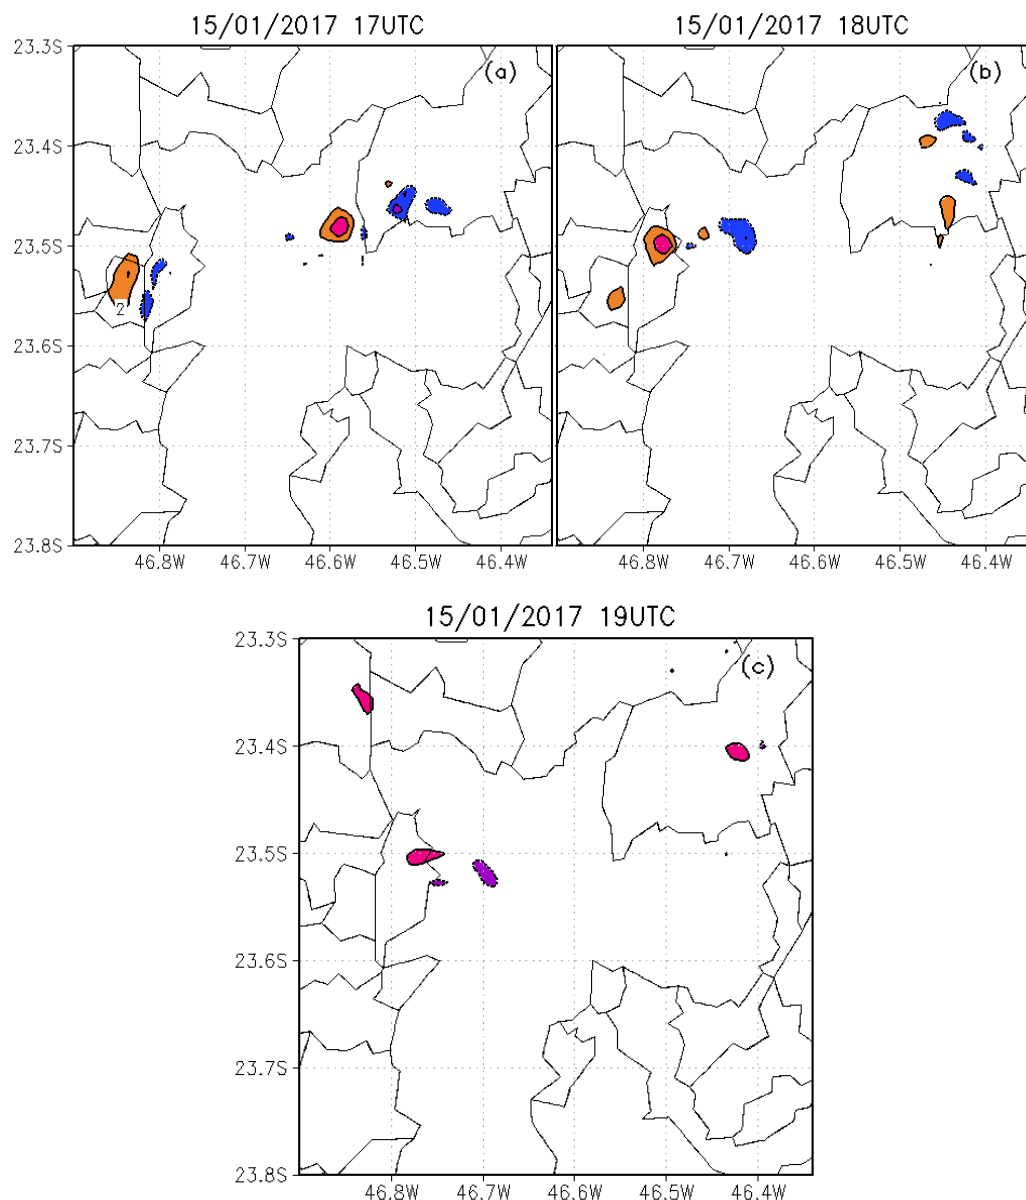 15/01/2017 17UTC
15/01/2017 18UTC
23.3S
(a)
(b)
23.4S
23.5S
2
23.6S
23.7S
23.8S
46.8W 46.7W 46.6W 46.5W 46.4W
46.8W 46.7W 46.6W 46.5W 46.4W
15/01/2017 19UTC
23.3S
(c)
23.4S
23.5S
23.6S
23.7S
23.8S
46.8W 46.7W 46.6W 46.5W 46.4W